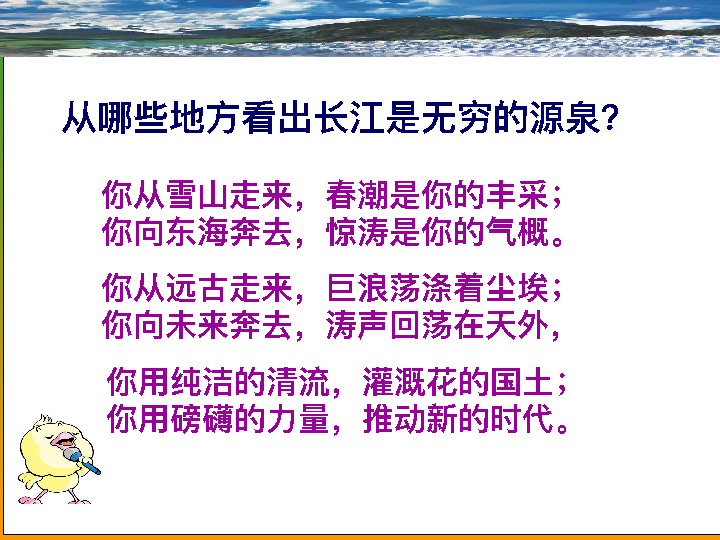 从哪些地方看出长江是无穷的源泉?
你从雪山走来，春潮是你的丰采；
你向东海奔去，惊涛是你的气概。
你从远古走来，巨浪荡涤着尘埃；
你向未来奔去，涛声回荡在天外，
你用纯洁的清流，灌溉花的国土；
你用磅礴的力量，推动新的时代。